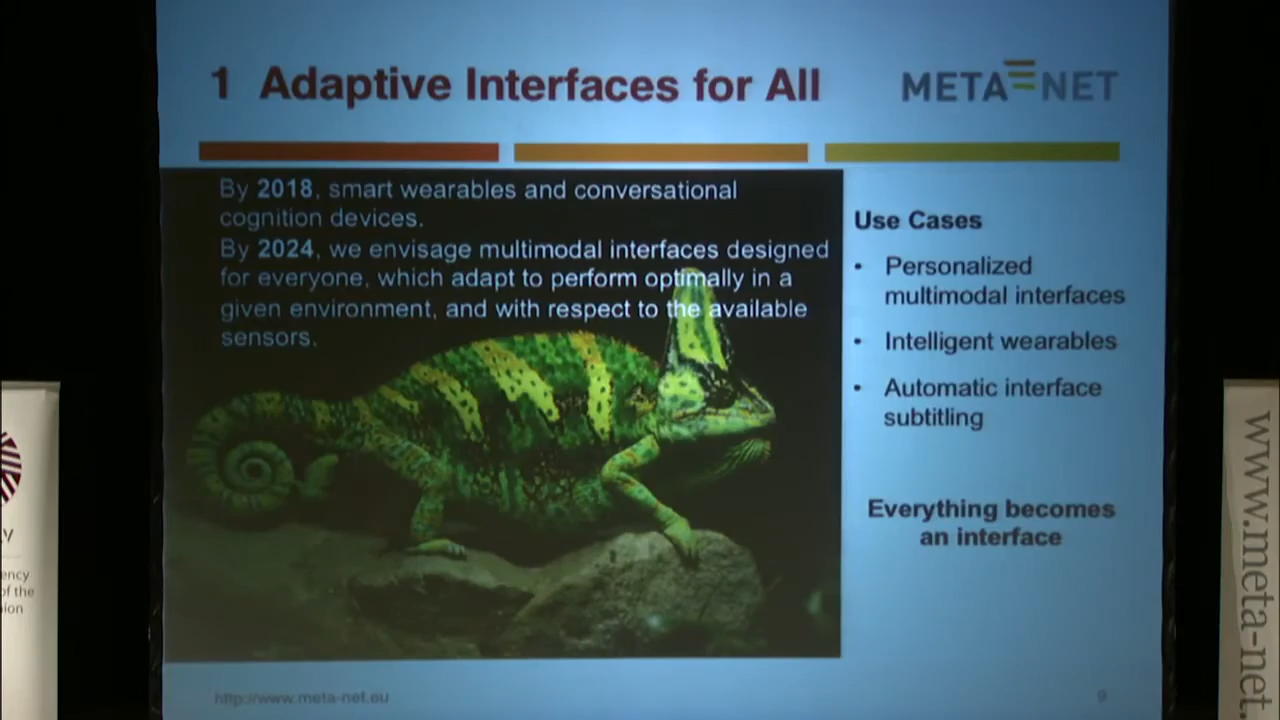 1 Adaptive Interfaces for All
META NET
By 2018, smart wearables and conversational
cognition devices.
By 2024, we envisage multimodal interfaces designed
for everyone, which adapt to perform optimally in a
given environment, and with respect to the available
sensors.
Use Cases
• Personalized
multimodal interfaces
• Intelligent wearables
• Automatic interface
subtitling
Everything becomes
an interface
http://www.meta-net.eu
9
ency
of the
www.meta-net.